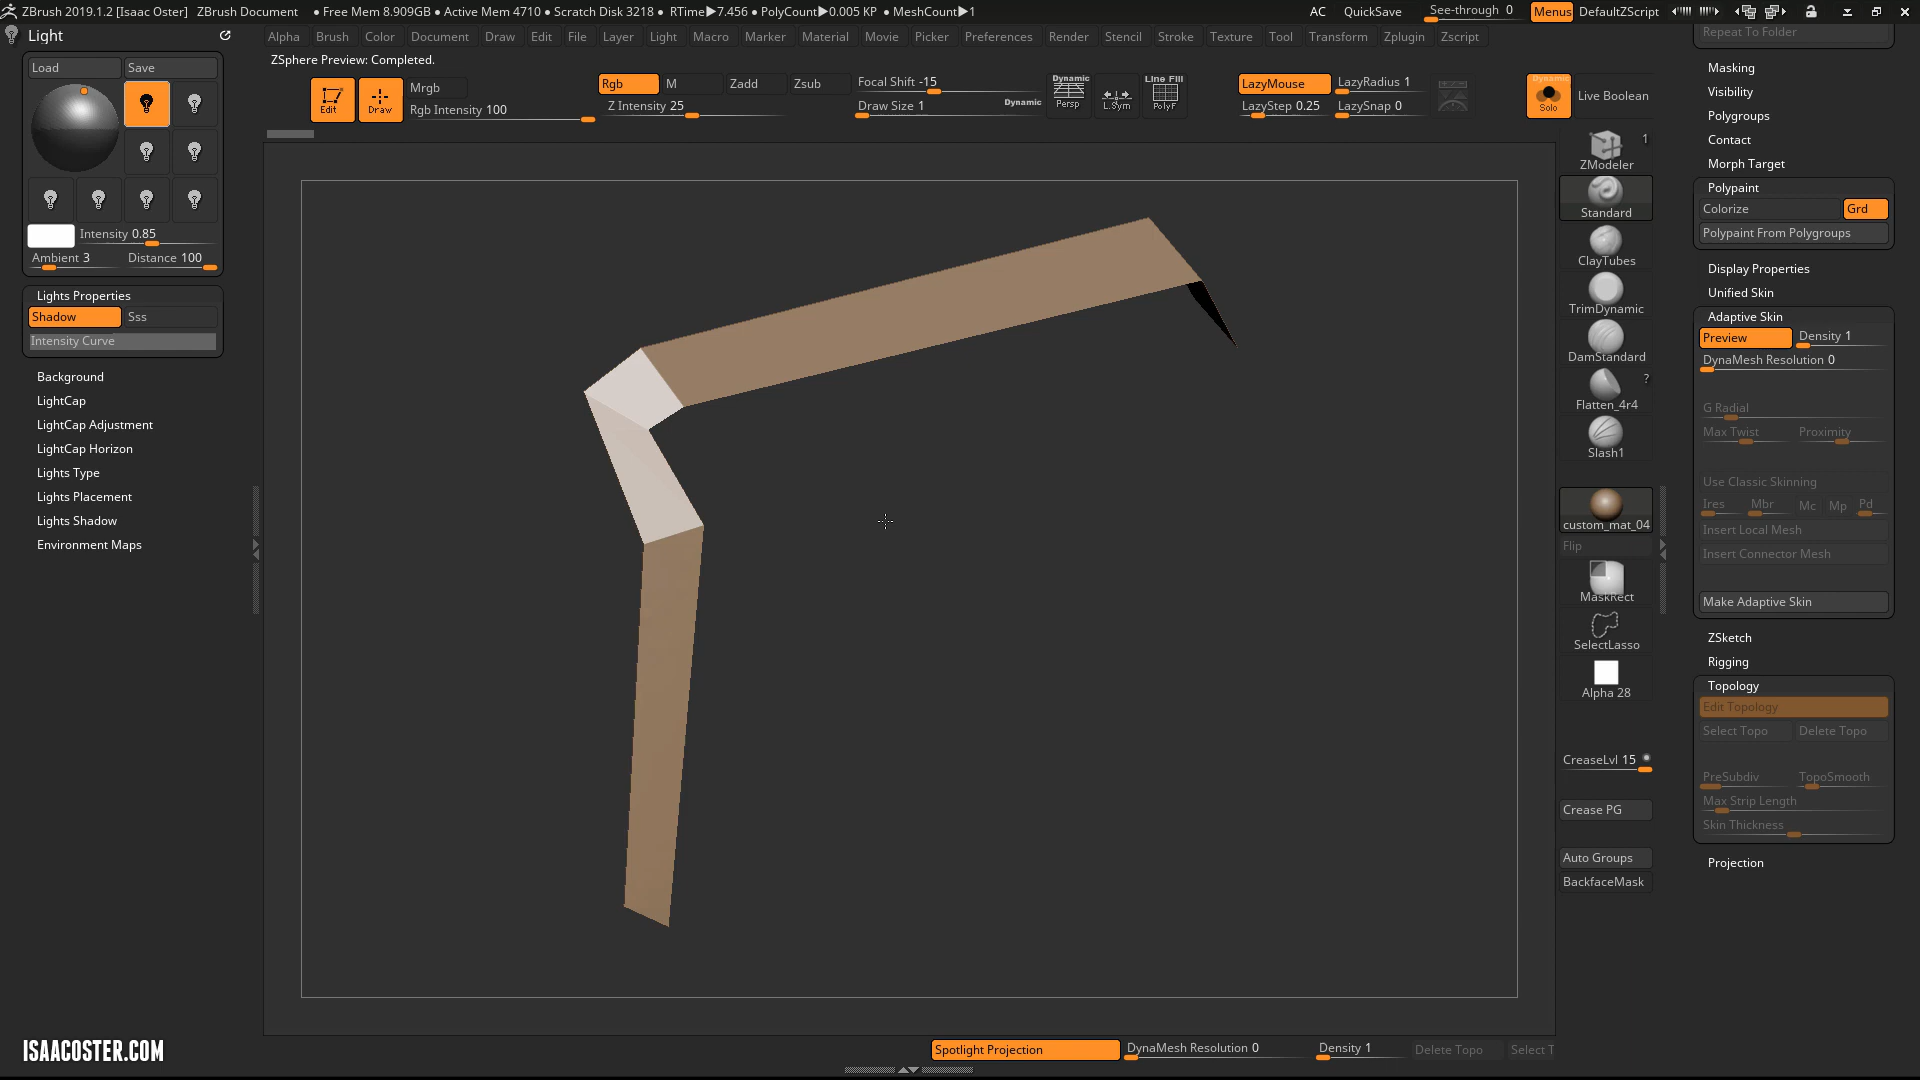 ZBrush 2019.1.2 [Isaac Oster] ZBrush Document ● Free Mem 8.909GB ● Active Mem 4710 ● Scratch Disk 3218 ● RTime▶7.456 ● PolyCount▶0.005 KP ● MeshCount▶1 AC QuickSave See-through 0 Menus DefaultZScript
Light Alpha Brush Color Document Draw Edit File Layer Light Macro Marker Material Movie Picker Preferences Render Stencil Stroke Texture Tool Transform Zplugin Zscript
ZSphere Preview: Completed.
Load Save
Intensity 0.85
Ambient 3 Distance 100
Lights Properties
Shadow Sss
Intensity Curve
Background
LightCap
LightCap Adjustment
LightCap Horizon
Lights Type
Lights Placement
Lights Shadow
Environment Maps
Edit Draw Mrgb Rgb M Zadd Zsub Focal Shift -15 Dynamic Persp L.Sym Line Fill PolyF LazyMouse LazyRadius 1 Dynamic Solo Live Boolean
Rgb Intensity 100 Z Intensity 25 Draw Size 1 Dynamic LazyStep 0.25 LazySnap 0
1
ZModeler
Standard
ClayTubes
TrimDynamic
DamStandard
?
Flatten_4r4
Slash1
custom_mat_04
Flip
MaskRect
SelectLasso
Alpha 28
CreaseLvl 15
Crease PG
Auto Groups
BackfaceMask
Repeat To Folder
Masking
Visibility
Polygroups
Contact
Morph Target
Polypaint
Colorize Grd
Polypaint From Polygroups
Display Properties
Unified Skin
Adaptive Skin
Preview Density 1
DynaMesh Resolution 0
G Radial
Max Twist Proximity
Use Classic Skinning
Ires Mbr Mc Mp Pd
Insert Local Mesh
Insert Connector Mesh
Make Adaptive Skin
ZSketch
Rigging
Topology
Edit Topology
Select Topo Delete Topo
PreSubdiv TopoSmooth
Max Strip Length
Skin Thickness
Projection
ISAACOSTER.COM
Spotlight Projection DynaMesh Resolution 0 Density 1 Delete Topo Select T